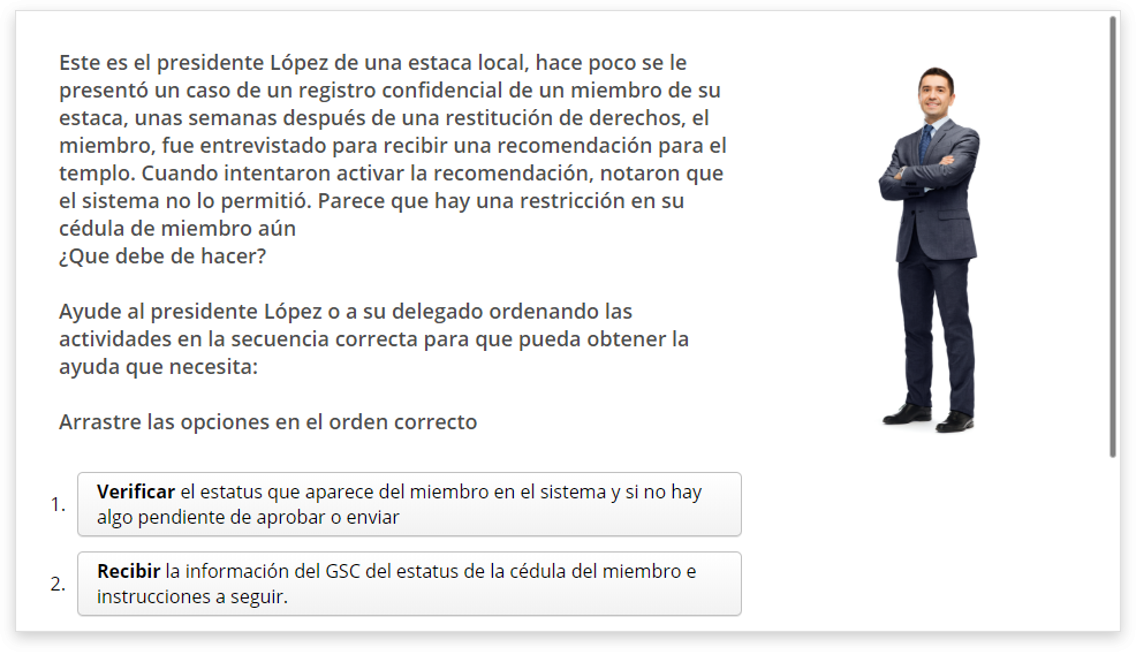 Este es el presidente López de una estaca local, hace poco se le
presentó un caso de un registro confidencial de un miembro de su
estaca, unas semanas después de una restitución de derechos, el
miembro, fue entrevistado para recibir una recomendación para el
templo. Cuando intentaron activar la recomendación, notaron que
el sistema no lo permitió. Parece que hay una restricción en su
cédula de miembro aún
¿Que debe de hacer?
Ayude al presidente López o a su delegado ordenando las
actividades en la secuencia correcta para que pueda obtener la
ayuda que necesita:
Arrastre las opciones en el orden correcto
1. Verificar el estatus que aparece del miembro en el sistema y si no hay
algo pendiente de aprobar o enviar
2. Recibir la información del GSC del estatus de la cédula del miembro e
instrucciones a seguir.